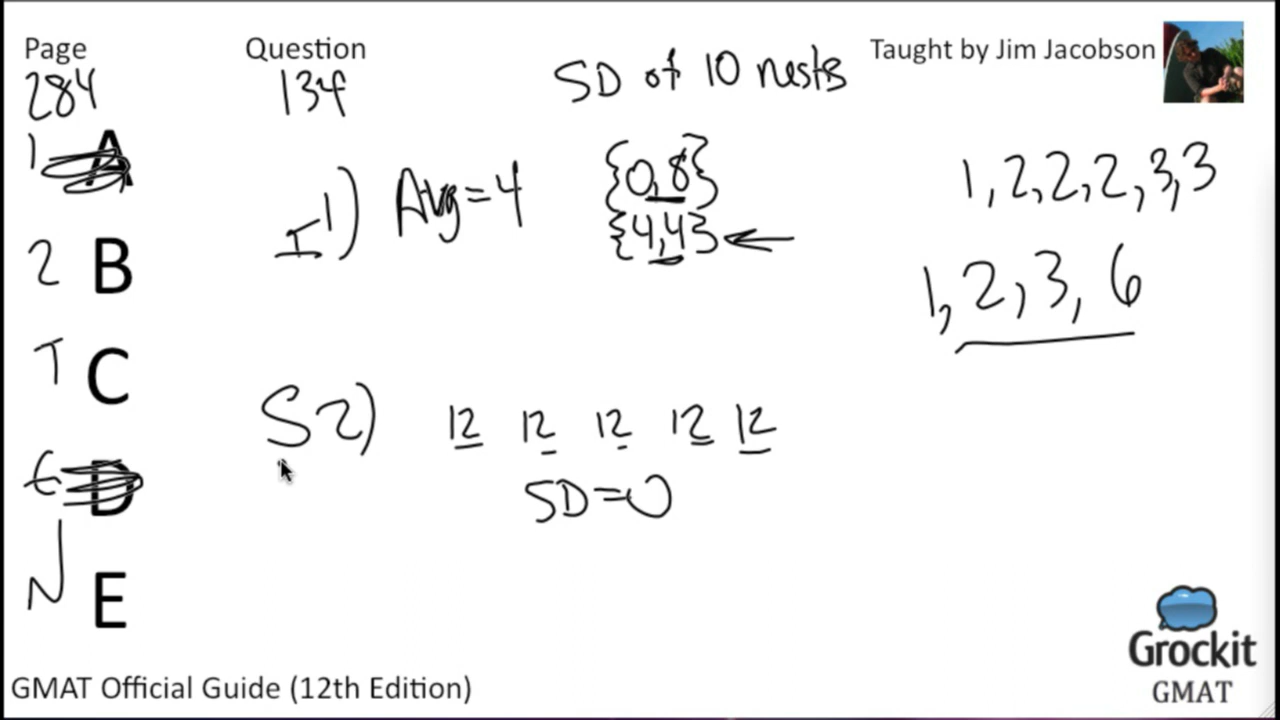 Page
Question
Taught by Jim Jacobson
284
134
SD of 10 nests
1 A
2 B
T C
E D
N E
I 1) Avg=4
{0,8}
{4,4}
1,2,2,2,3,3
1,2,3,6
S2) 12 12 12 12 12
SD=0
Grockit
GMAT
GMAT Official Guide (12th Edition)